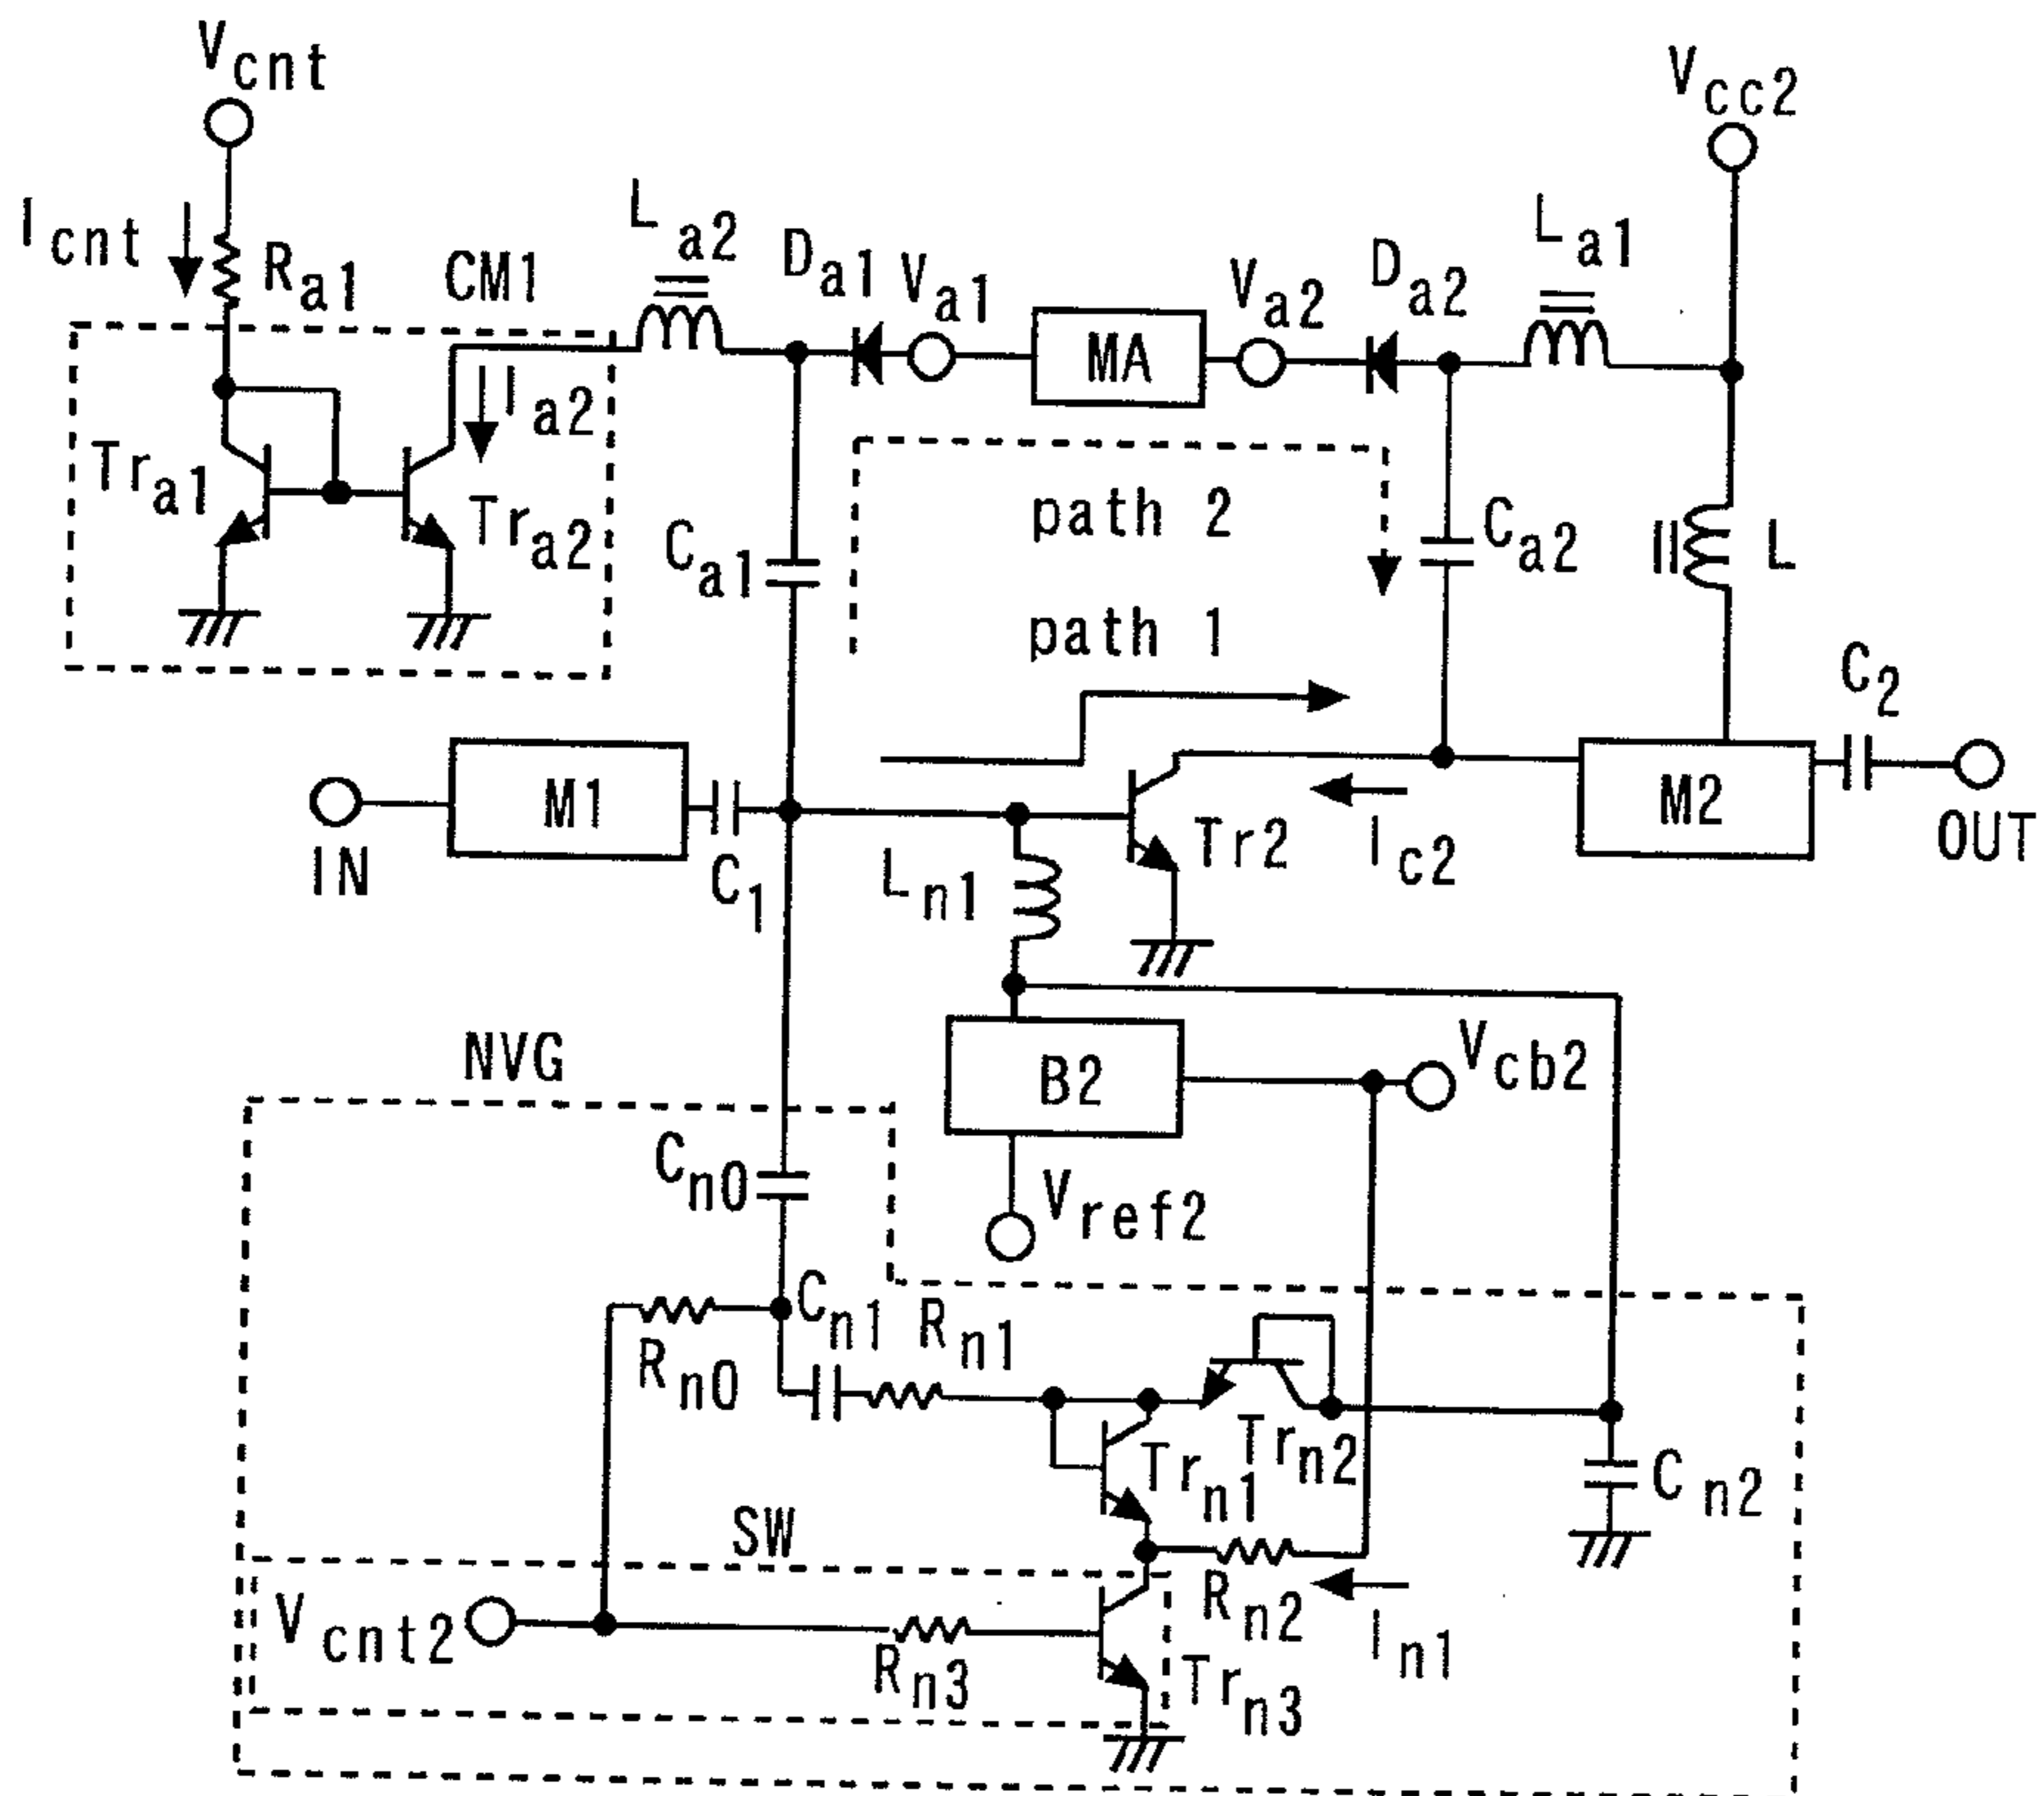 Vcnt
Vcc2
Icnt
Ra1
CM1
La2
Da1
Va1
MA
Va2
Da2
La1
Ia2
Tra1
Tra2
Ca1
path 2
Ca2
L
path 1
C2
IN
M1
C1
Ln1
Tr2
Ic2
M2
OUT
NVG
B2
Vcb2
Cn0
Vref2
Rn0
Cn1
Rn1
Trn2
Trn1
Cn2
SW
Vcnt2
Rn3
Trn3
Rn2
In1